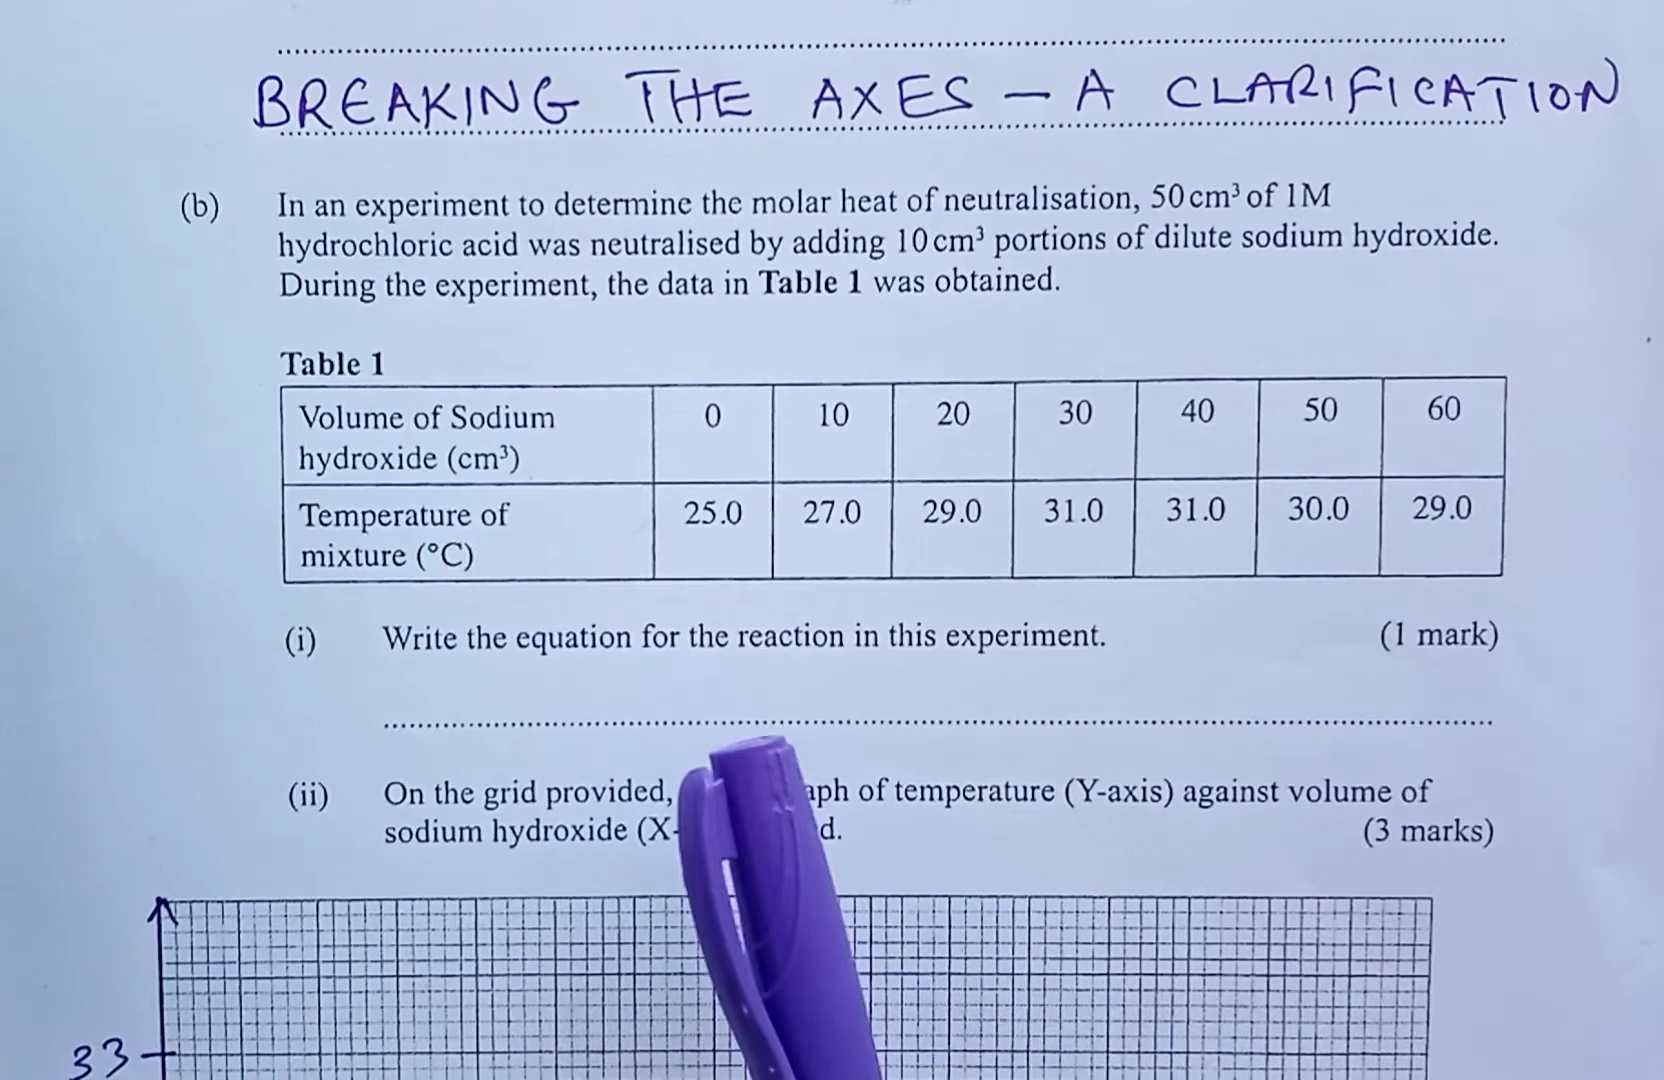 BREAKING THE AXES – A CLARIFICATION
(b) In an experiment to determine the molar heat of neutralisation, 50 cm³ of 1M
hydrochloric acid was neutralised by adding 10 cm³ portions of dilute sodium hydroxide.
During the experiment, the data in Table 1 was obtained.
Table 1
Volume of Sodium hydroxide (cm³) 0 10 20 30 40 50 60
Temperature of mixture (°C) 25.0 27.0 29.0 31.0 31.0 30.0 29.0
(i) Write the equation for the reaction in this experiment. (1 mark)
(ii) On the grid provided, of temperature (Y-axis) against volume of
sodium hydroxide (3 marks)
33